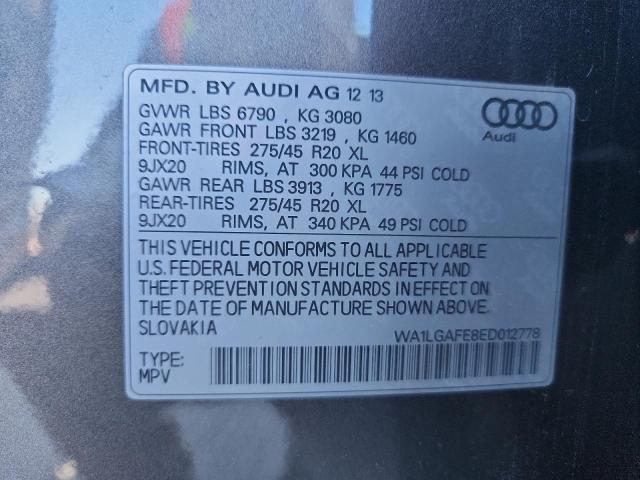 MFD. BY AUDI AG 12 13
GVWR LBS 6790 , KG 3080
GAWR FRONT LBS 3219 , KG 1460
FRONT-TIRES 275/45 R20 XL
9JX20 RIMS, AT 300 KPA 44 PSI COLD
GAWR REAR LBS 3913 , KG 1775
REAR-TIRES 275/45 R20 XL
9JX20 RIMS, AT 340 KPA 49 PSI COLD
Audi
THIS VEHICLE CONFORMS TO ALL APPLICABLE
U.S. FEDERAL MOTOR VEHICLE SAFETY AND
THEFT PREVENTION STANDARDS IN EFFECT ON
THE DATE OF MANUFACTURE SHOWN ABOVE.
SLOVAKIA
WA1LGAFE8ED012778
TYPE:
MPV